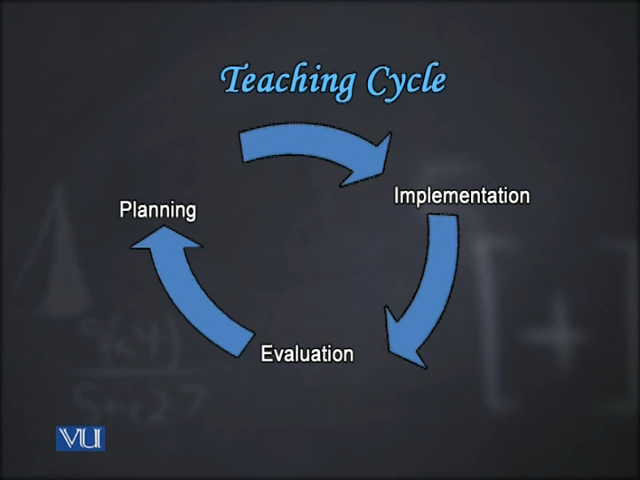 Teaching Cycle
Implementation
Planning
Evaluation
VU